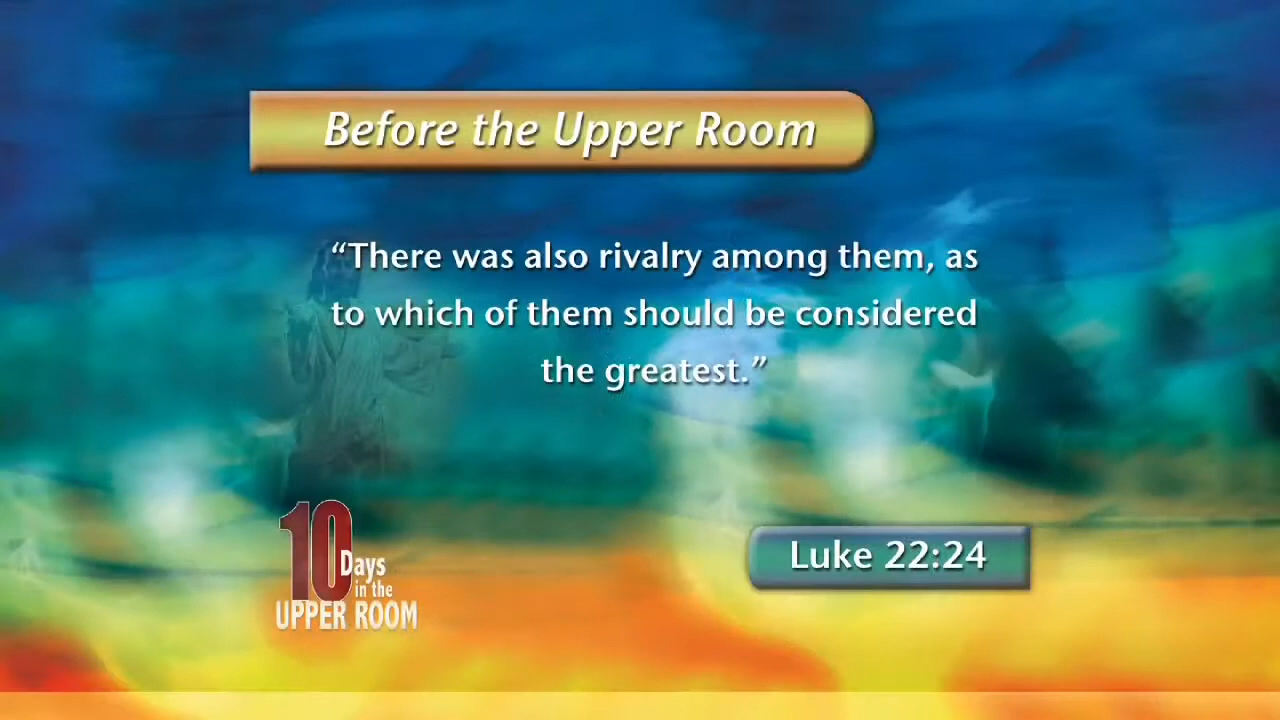 Before the Upper Room
“There was also rivalry among them, as
to which of them should be considered
the greatest.”
10
Days
in the
UPPER ROOM
Luke 22:24